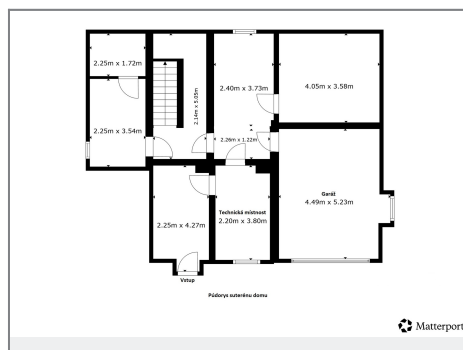 2.25m x 1.72m
2.40m x 3.73m
4.05m x 3.58m
2.14m x 5.05m
2.25m x 3.54m
2.26m x 1.22m
Garáž
4.49m x 5.23m
Technická místnost
2.20m x 3.80m
2.25m x 4.27m
Vstup
Půdorys suterénu domu
Matterport